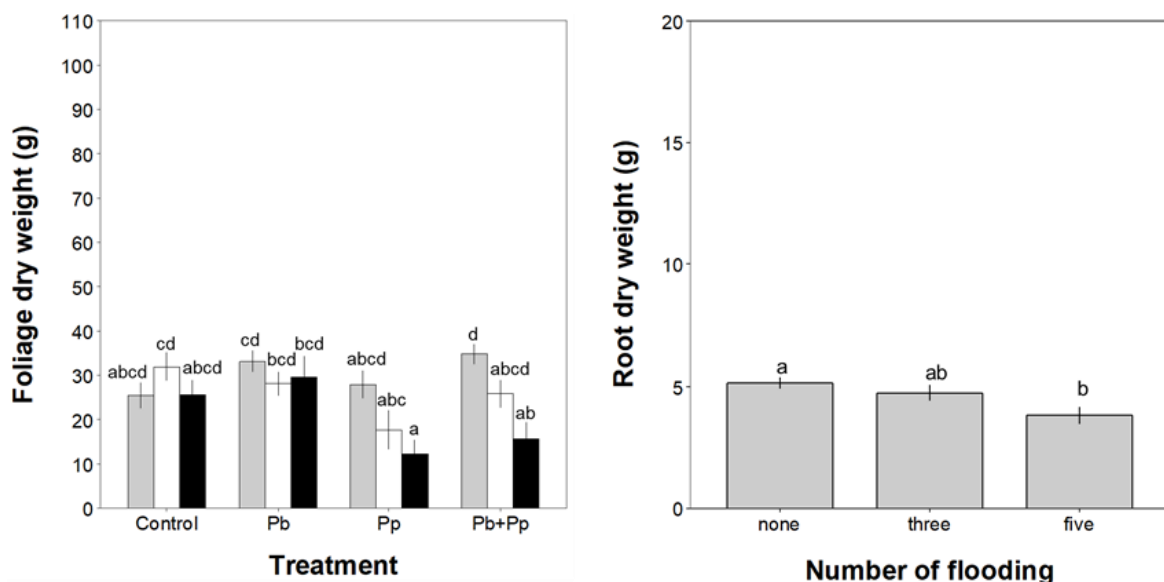 Foliage dry weight (g)
110
100
90
80
70
60
50
40
30
20
10
0
abcd
cd
abcd
cd
bcd
bcd
abcd
abc
a
d
abcd
ab
Control
Pb
Pp
Pb+Pp
Treatment
Root dry weight (g)
20
15
10
5
0
a
ab
b
none
three
five
Number of flooding